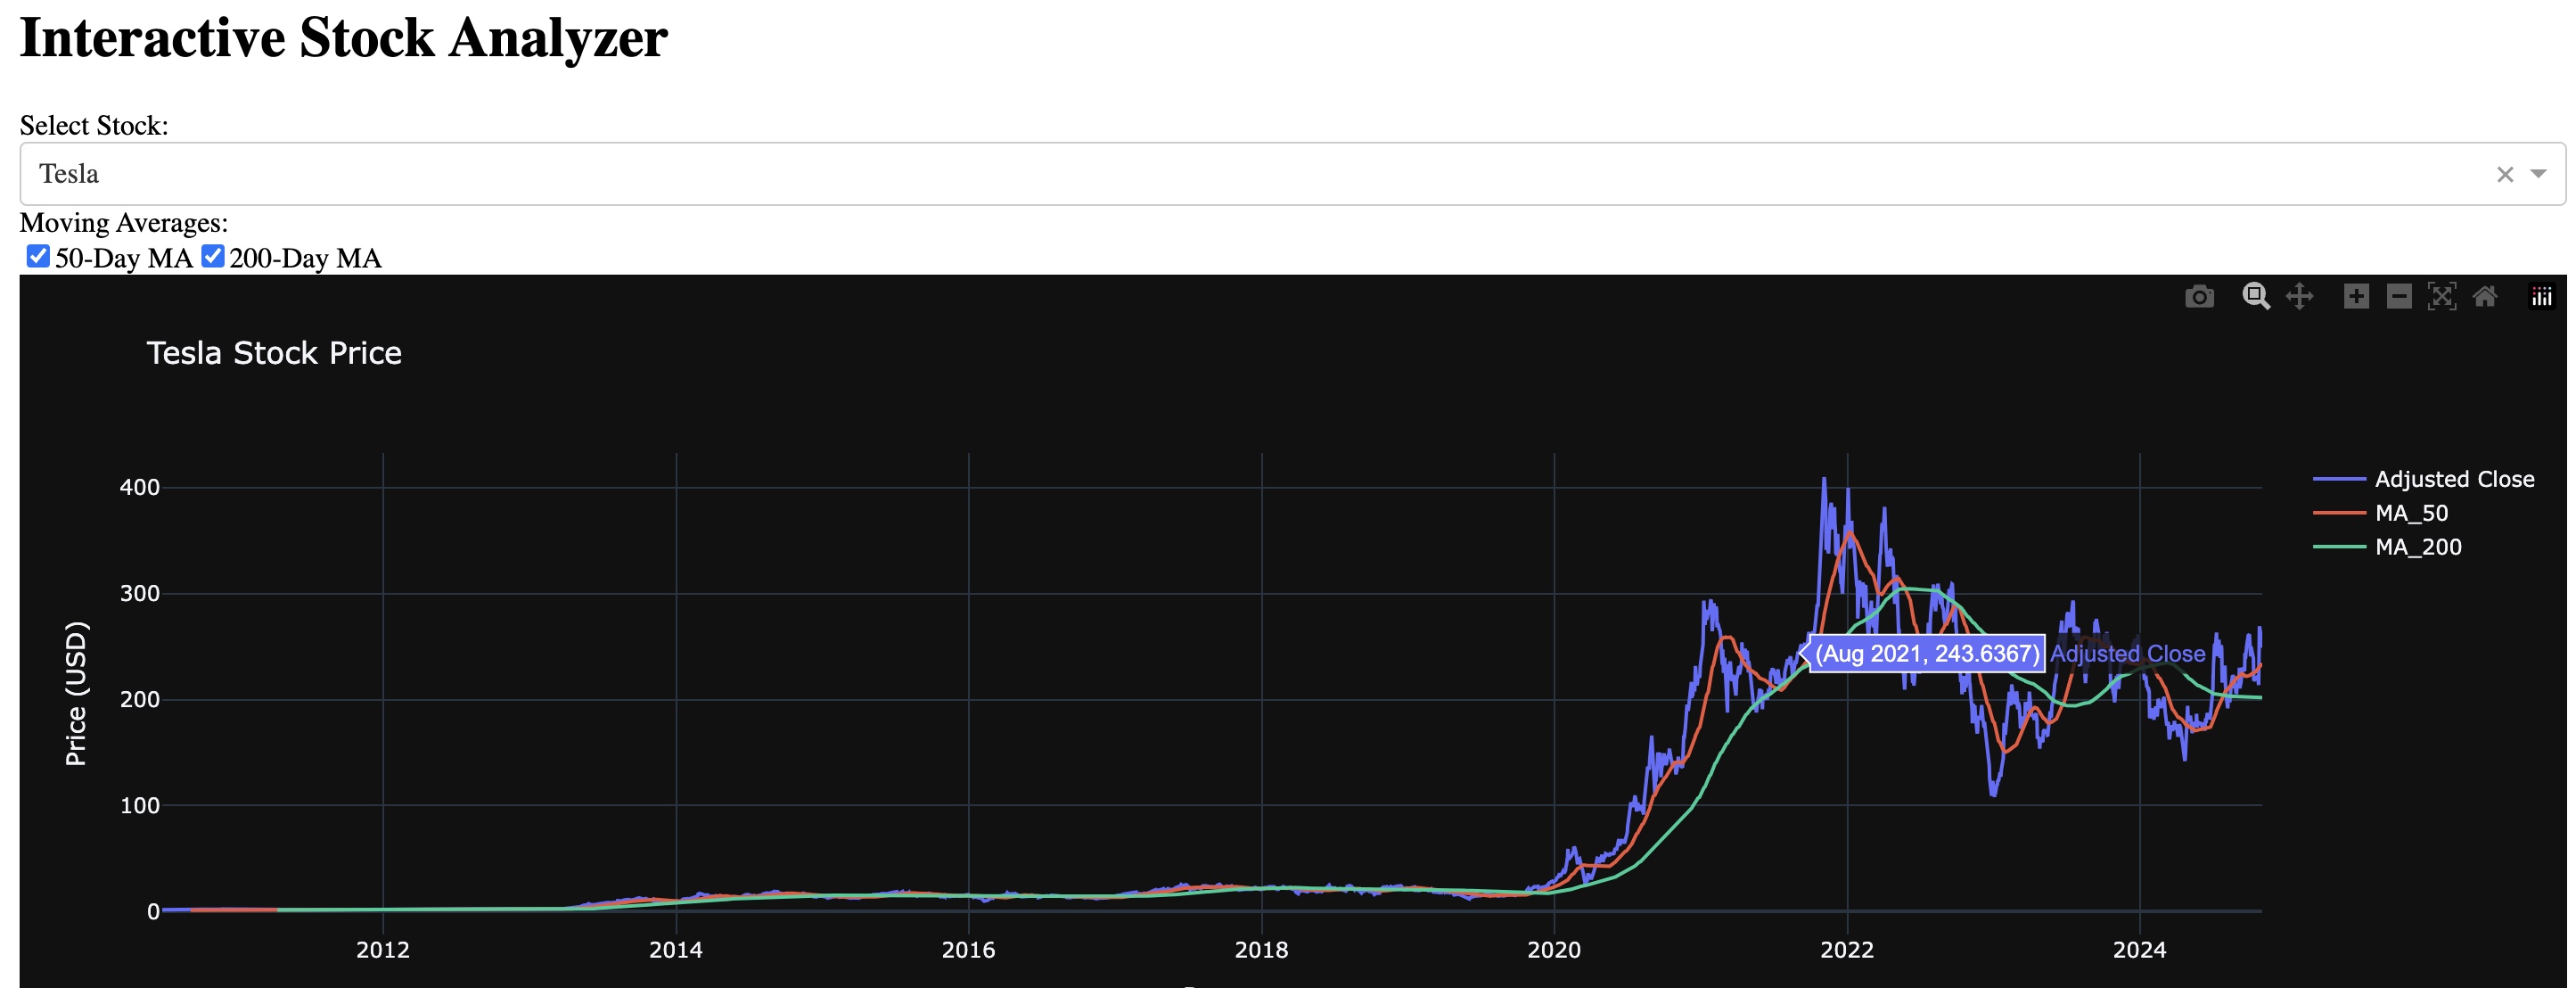 Interactive Stock Analyzer
Select Stock:
Tesla
Moving Averages:
50-Day MA 200-Day MA
Tesla Stock Price
400
300
200
100
0
Price (USD)
2012 2014 2016 2018 2020 2022 2024
(Aug 2021, 243.6367) Adjusted Close
Adjusted Close
MA_50
MA_200